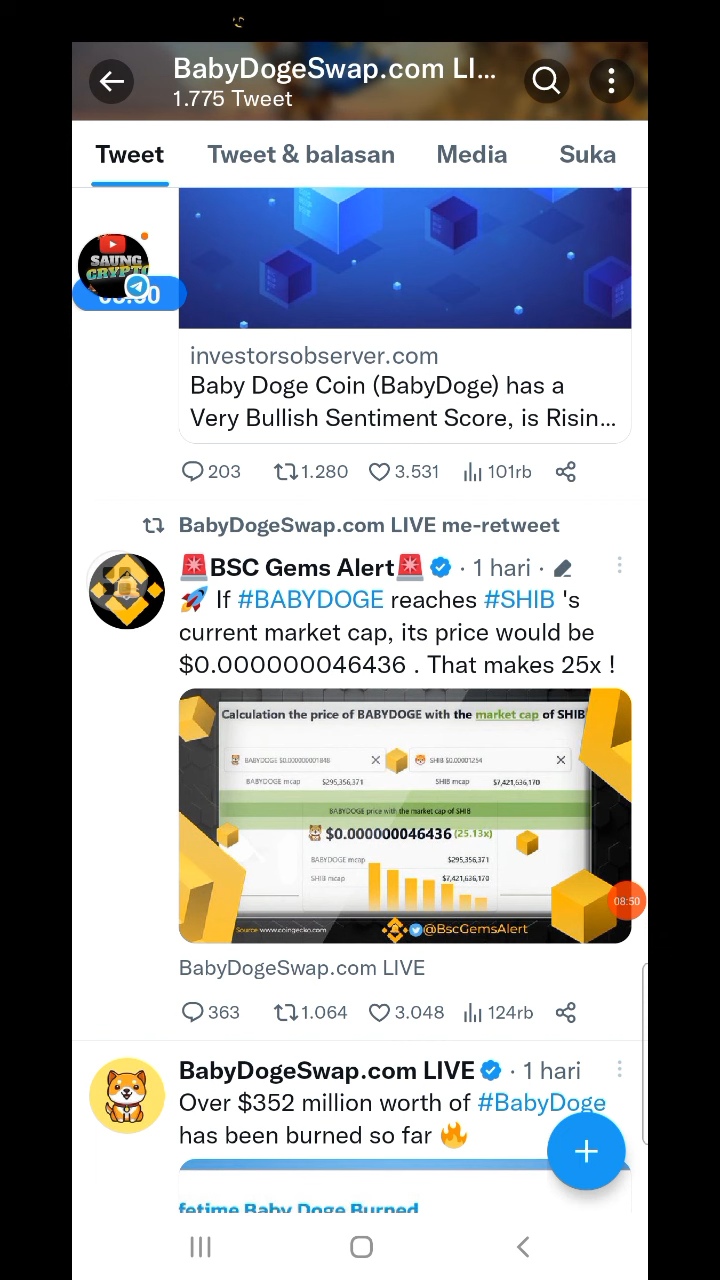 BabyDogeSwap.com LI...
1.775 Tweet
Tweet
Tweet & balasan
Media
Suka
SAUNG
CRYPTO
investorsobserver.com
Baby Doge Coin (BabyDoge) has a
Very Bullish Sentiment Score, is Risin...
203
1.280
3.531
101rb
BabyDogeSwap.com LIVE me-retweet
🚨BSC Gems Alert🚨 · 1 hari ·
🚀 If #BABYDOGE reaches #SHIB 's
current market cap, its price would be
$0.000000046436 . That makes 25x !
Calculation the price of BABYDOGE with the market cap of SHIB
BABYDOGE $0.00000001848
SHIB $0.00001254
BABYDOGE mcap $295,356,371
SHIB mcap $7,421,636,170
BABYDOGE price with the market cap of SHIB
$0.000000046436 (25.13x)
BABYDOGE mcap $295,356,371
SHIB mcap $7,421,636,170
Source www.coingecko.com
@BscGemsAlert
08:50
BabyDogeSwap.com LIVE
363
1.064
3.048
124rb
BabyDogeSwap.com LIVE · 1 hari
Over $352 million worth of #BabyDoge
has been burned so far 🔥
fetime Baby Doge Burned